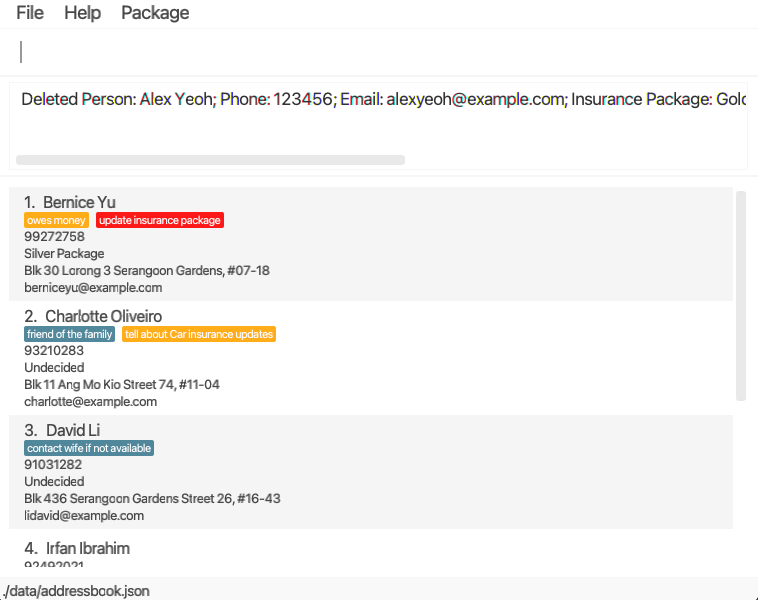 File Help Package
Deleted Person: Alex Yeoh; Phone: 123456; Email: alexyeoh@example.com; Insurance Package: Gold
1. Bernice Yu
owes money update insurance package
99272758
Silver Package
Blk 30 Lorong 3 Serangoon Gardens, #07-18
berniceyu@example.com
2. Charlotte Oliveiro
friend of the family tell about Car insurance updates
93210283
Undecided
Blk 11 Ang Mo Kio Street 74, #11-04
charlotte@example.com
3. David Li
contact wife if not available
91031282
Undecided
Blk 436 Serangoon Gardens Street 26, #16-43
lidavid@example.com
4. Irfan Ibrahim
92492021
./data/addressbook.json